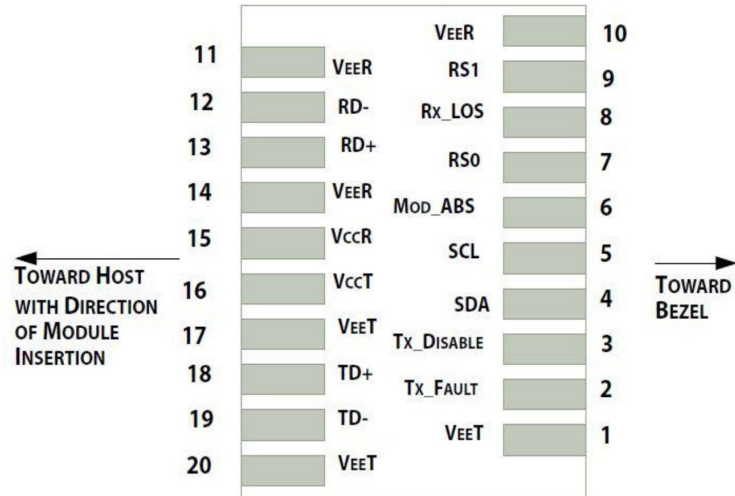 11 VEER
12 RD-
13 RD+
14 VEER
15 VCCR
16 VCCT
17 VEET
18 TD+
19 TD-
20 VEET
VEER 10
RS1 9
RX_LOS 8
RS0 7
MOD_ABS 6
SCL 5
SDA 4
TX_DISABLE 3
TX_FAULT 2
VEET 1
TOWARD HOST
WITH DIRECTION
OF MODULE
INSERTION
TOWARD
BEZEL